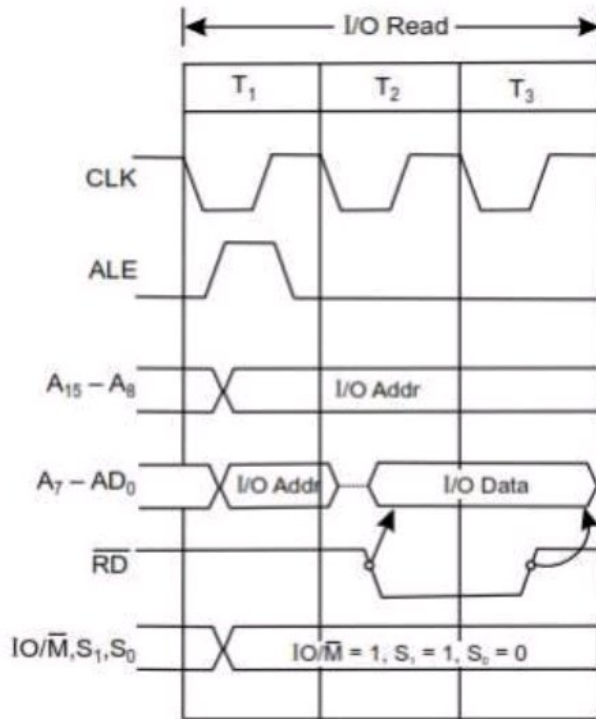 I/O Read
T₁ T₂ T₃
CLK
ALE
A₁₅ – A₈ I/O Addr
A₇ – AD₀ I/O Addr I/O Data
R̅D̅
IO/M̅,S₁,S₀ IO/M̅ = 1, S₁ = 1, S₀ = 0